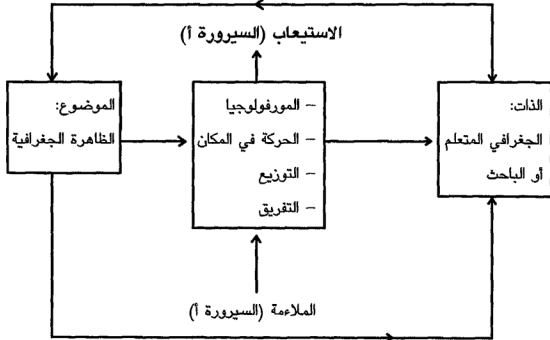 الاستيعاب (السيرورة أ)
الذات:
الجغرافي المتعلم
أو الباحث
– المورفولوجيا
– الحركة في المكان
– التوزيع
– التفريق
الموضوع:
الظاهرة الجغرافية
الملاءمة (السيرورة أ)